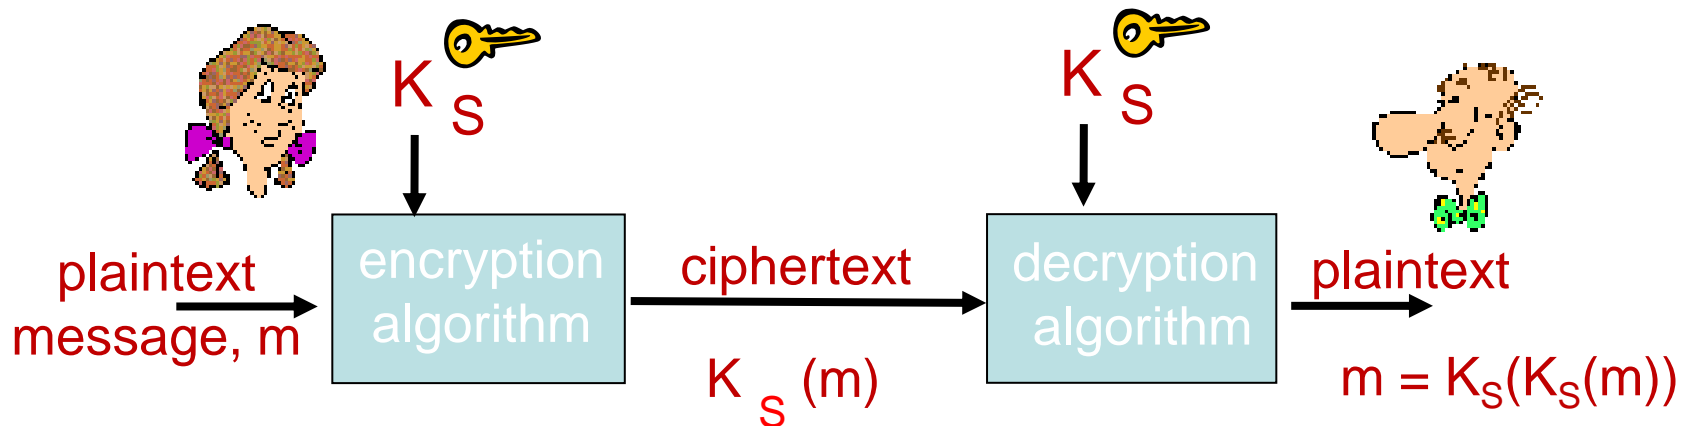 K S
K S
plaintext
message, m
encryption
algorithm
ciphertext
K S (m)
decryption
algorithm
plaintext
m = KS(KS(m))